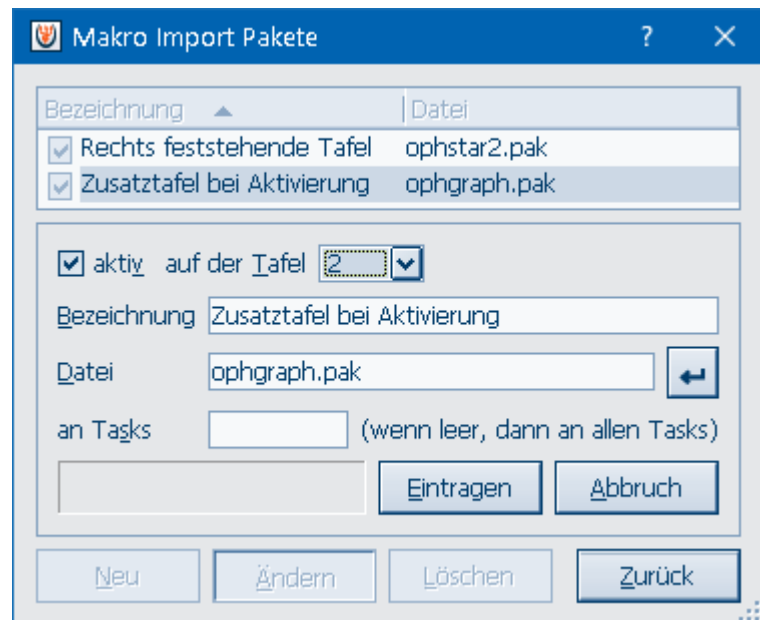 Makro Import Pakete ?
Bezeichnung Datei
Rechts feststehende Tafel ophstar2.pak
Zusatztafel bei Aktivierung ophgraph.pak
aktiv auf der Tafel 2
Bezeichnung Zusatztafel bei Aktivierung
Datei ophgraph.pak
an Tasks (wenn leer, dann an allen Tasks)
Eintragen Abbruch
Neu Ändern Löschen Zurück